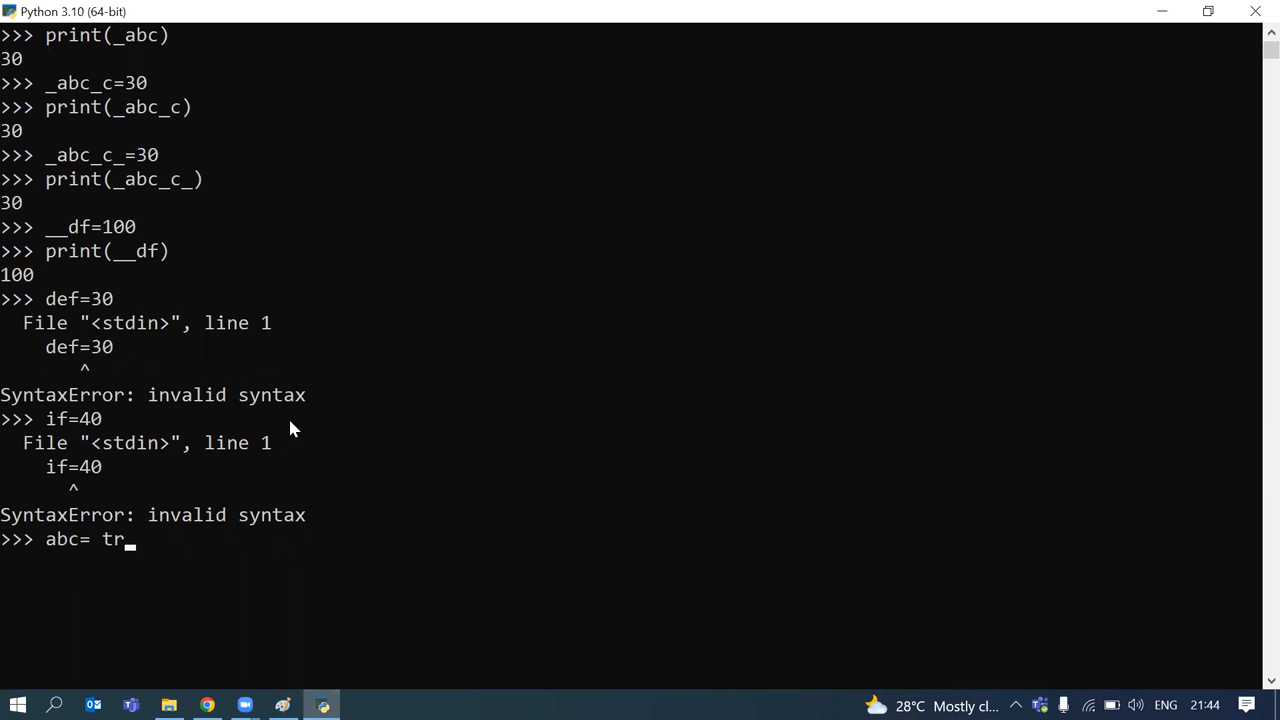 Python 3.10 (64-bit)
>>> print(_abc)
30
>>> _abc_c=30
>>> print(_abc_c)
30
>>> _abc_c_=30
>>> print(_abc_c_)
30
>>> __df=100
>>> print(__df)
100
>>> def=30
  File "<stdin>", line 1
    def=30
       ^
SyntaxError: invalid syntax
>>> if=40
  File "<stdin>", line 1
    if=40
      ^
SyntaxError: invalid syntax
>>> abc= tr_
28°C Mostly cl... ENG 21:44